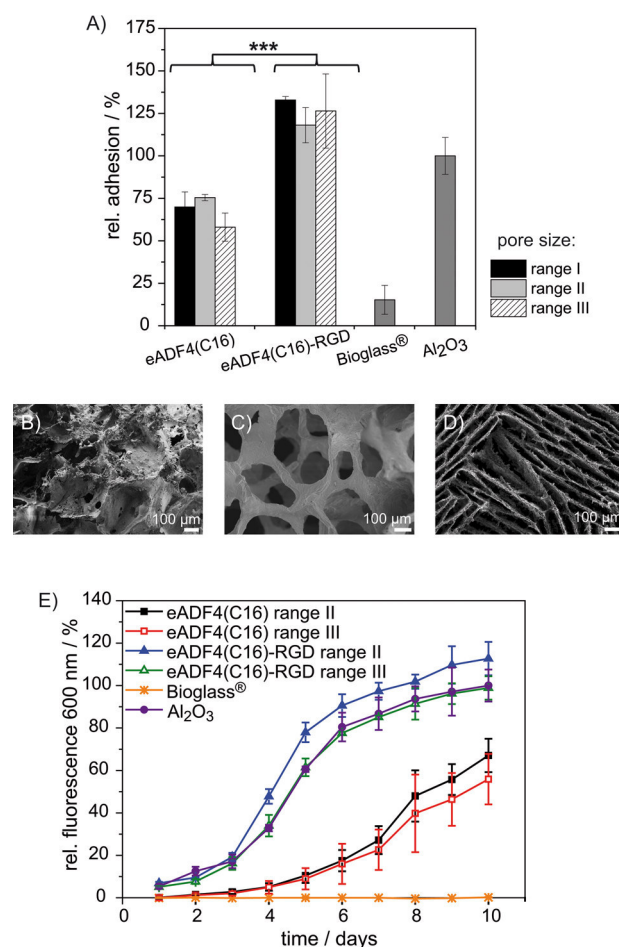 A)
175
150
125
100
75
50
25
0
rel. adhesion / %
***
eADF4(C16)
eADF4(C16)-RGD
Bioglass®
Al2O3
pore size:
range I
range II
range III
B)
100 µm
C)
100 µm
D)
100 µm
E)
140
120
100
80
60
40
20
0
rel. fluorescence 600 nm / %
eADF4(C16) range II
eADF4(C16) range III
eADF4(C16)-RGD range II
eADF4(C16)-RGD range III
Bioglass®
Al2O3
0 2 4 6 8 10
time / days